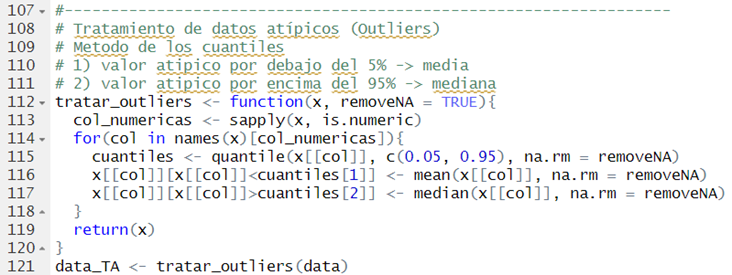 107 #-----------------------------------------------------------------
108 # Tratamiento de datos atípicos (Outliers)
109 # Metodo de los cuantiles
110 # 1) valor atipico por debajo del 5% -> media
111 # 2) valor atipico por encima del 95% -> mediana
112 tratar_outliers <- function(x, removeNA = TRUE){
113   col_numericas <- sapply(x, is.numeric)
114   for(col in names(x)[col_numericas]){
115     cuantiles <- quantile(x[[col]], c(0.05, 0.95), na.rm = removeNA)
116     x[[col]][x[[col]]<cuantiles[1]] <- mean(x[[col]], na.rm = removeNA)
117     x[[col]][x[[col]]>cuantiles[2]] <- median(x[[col]], na.rm = removeNA)
118   }
119   return(x)
120 }
121 data_TA <- tratar_outliers(data)